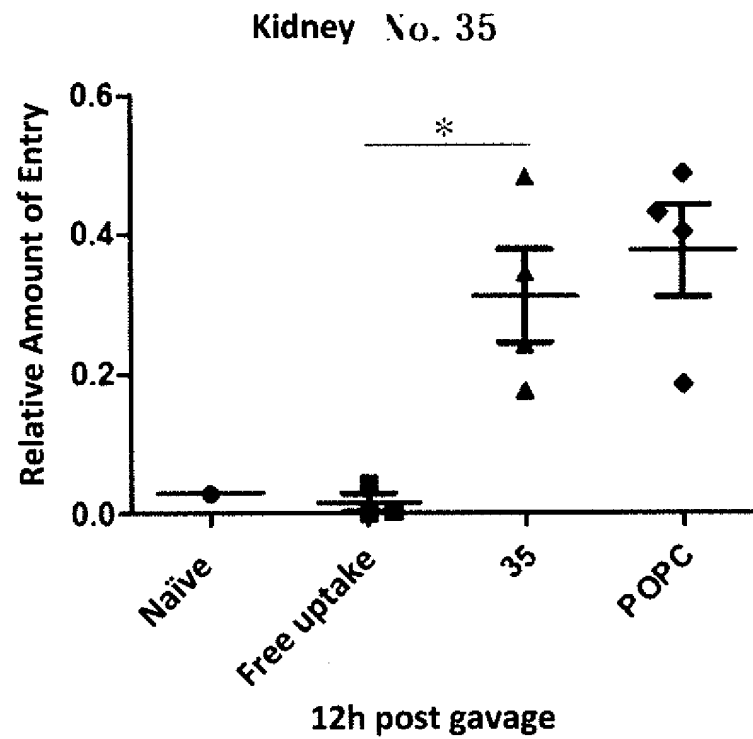 Kidney No. 35
Relative Amount of Entry
0.6
*
0.4
0.2
0.0
Naïve
Free uptake
35
POPC
12h post gavage